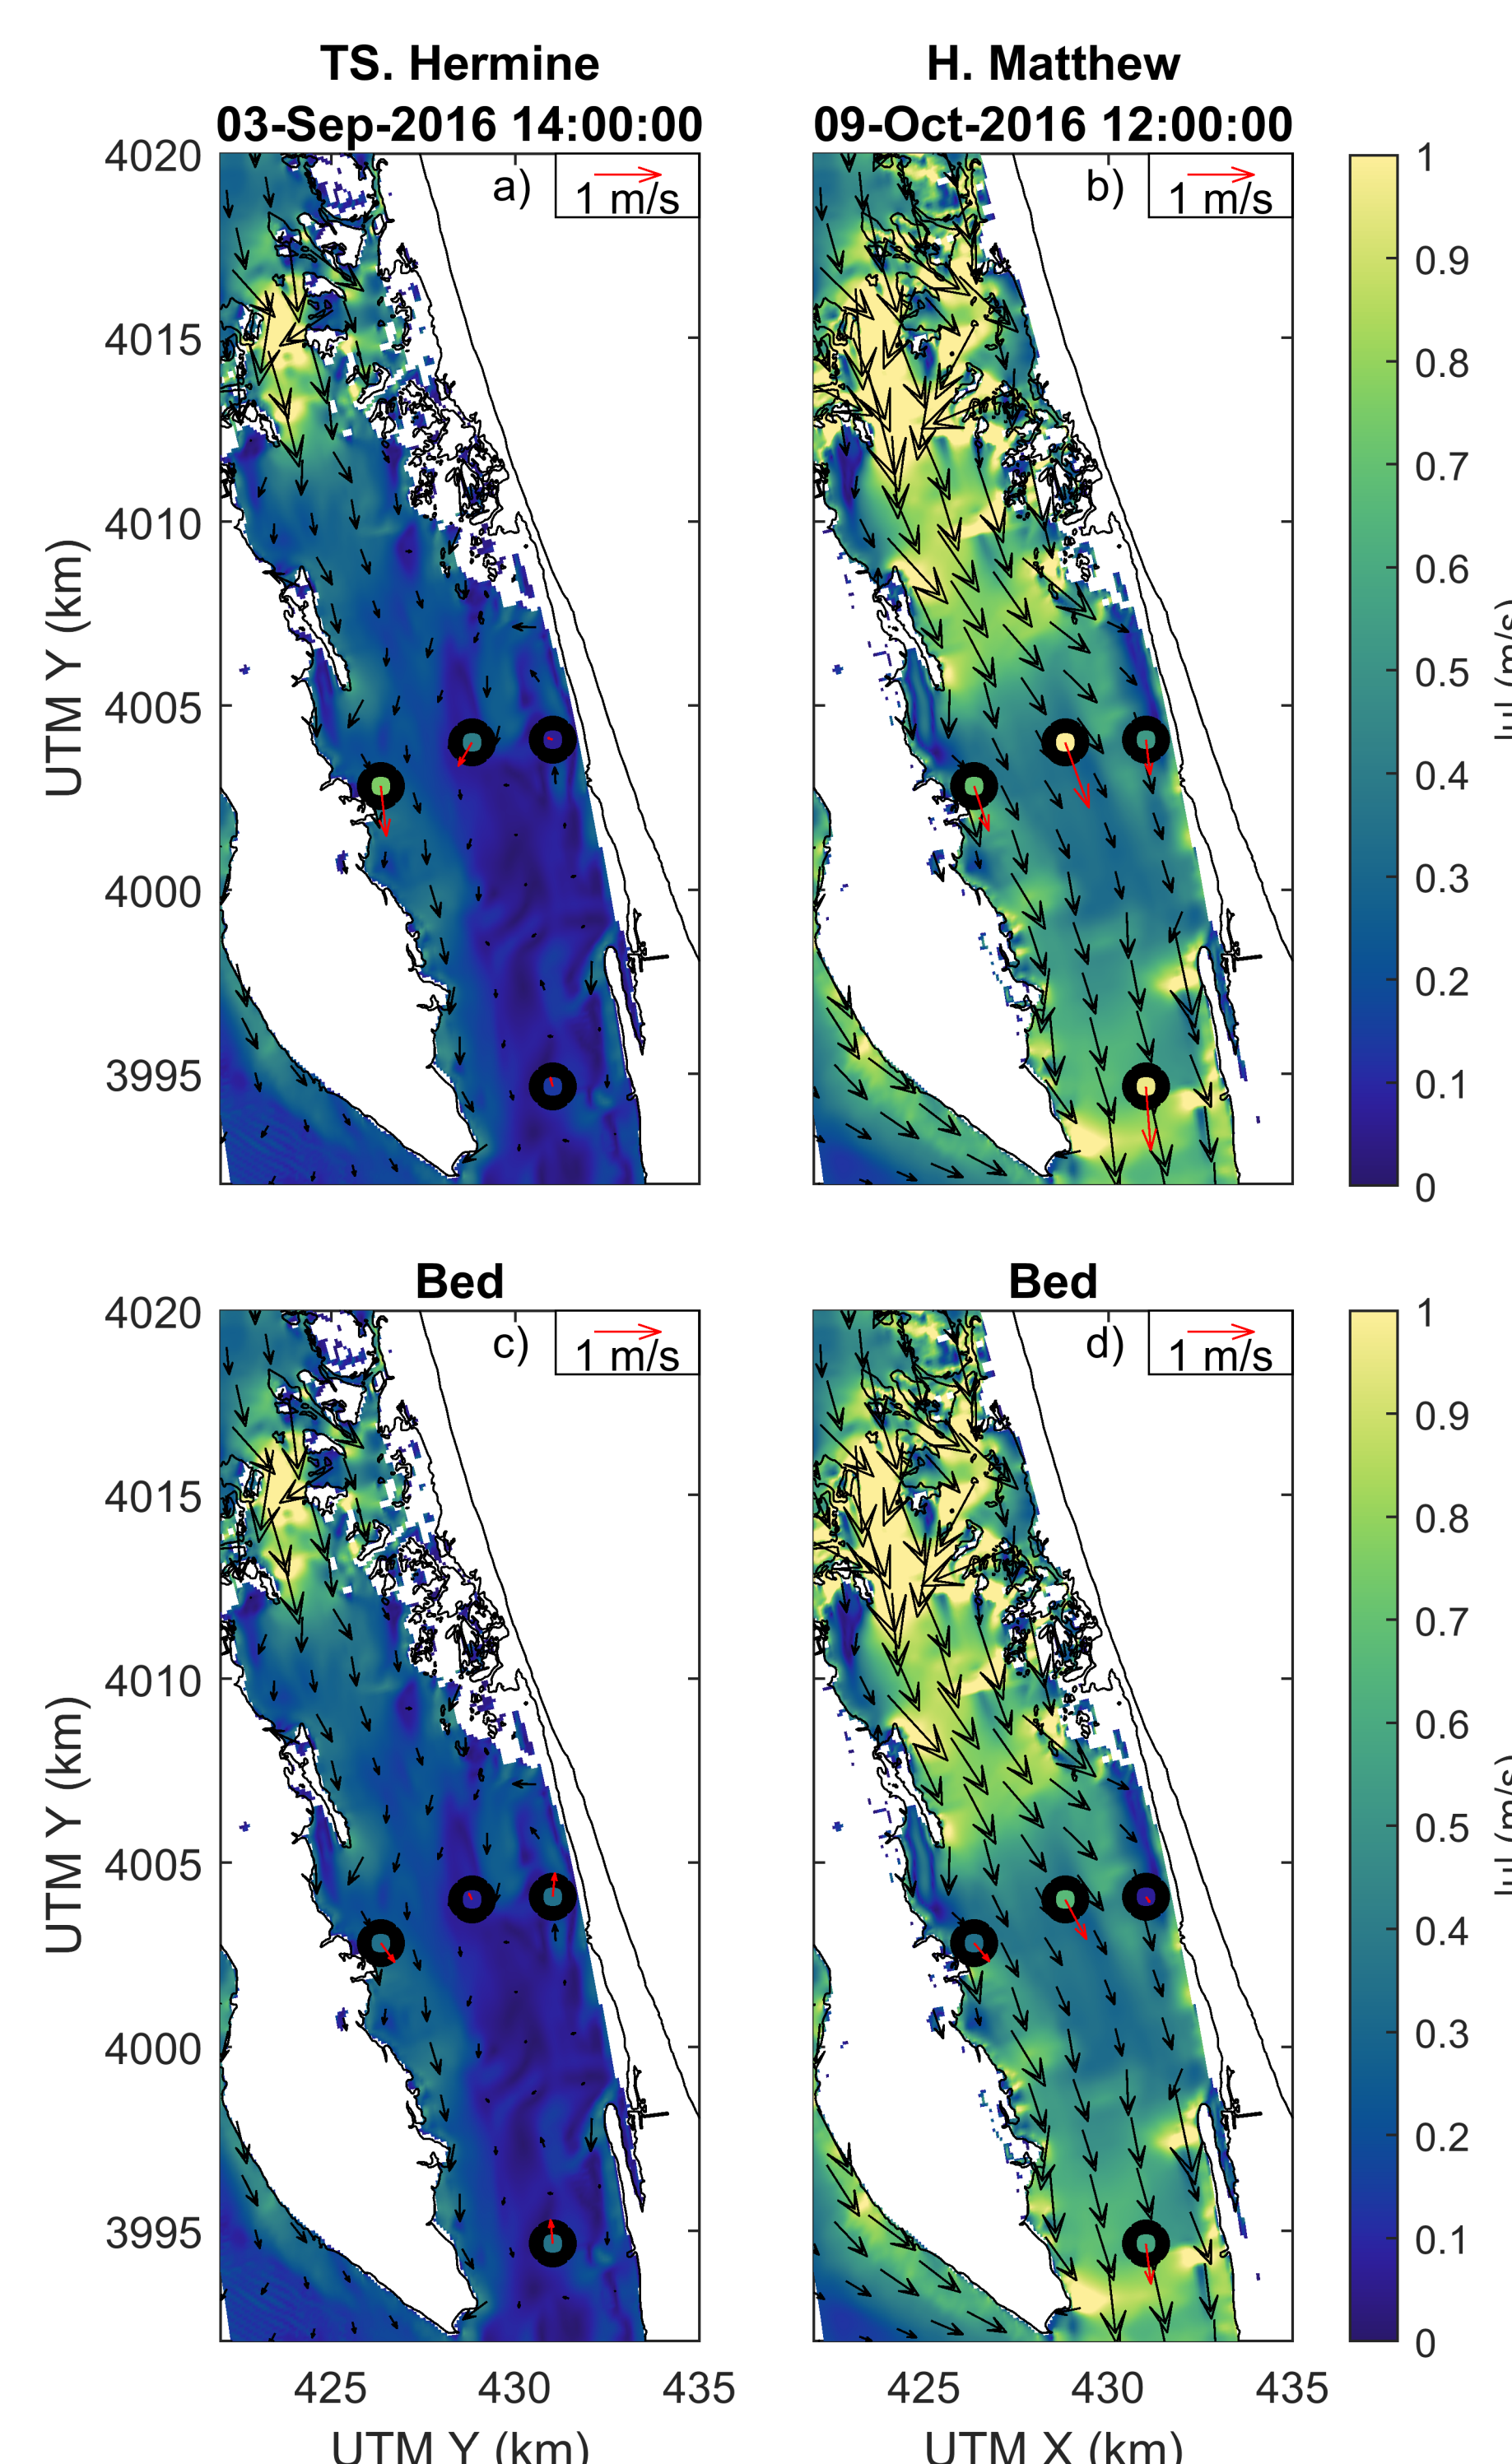 TS. Hermine
03-Sep-2016 14:00:00
H. Matthew
09-Oct-2016 12:00:00
a)
1 m/s
b)
1 m/s
4020
4015
4010
4005
4000
3995
UTM Y (km)
1
0.9
0.8
0.7
0.6
0.5
0.4
0.3
0.2
0.1
0
Bed
Bed
c)
1 m/s
d)
1 m/s
4020
4015
4010
4005
4000
3995
UTM Y (km)
1
0.9
0.8
0.7
0.6
0.5
0.4
0.3
0.2
0.1
0
425
430
435
425
430
435
UTM Y (km)
UTM X (km)